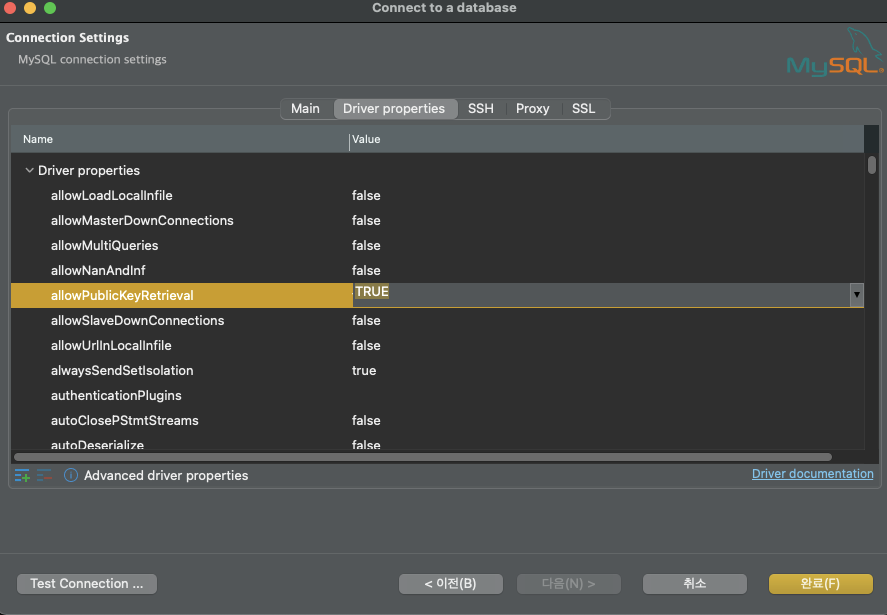 Connect to a database
Connection Settings
MySQL connection settings
MySQL®
Main Driver properties SSH Proxy SSL
Name Value
Driver properties
allowLoadLocalInfile false
allowMasterDownConnections false
allowMultiQueries false
allowNanAndInf false
allowPublicKeyRetrieval TRUE
allowSlaveDownConnections false
allowUrlInLocalInfile false
alwaysSendSetIsolation true
authenticationPlugins
autoClosePStmtStreams false
autoDeserialize false
Advanced driver properties Driver documentation
Test Connection ... < 이전(B) 다음(N) > 취소 완료(F)